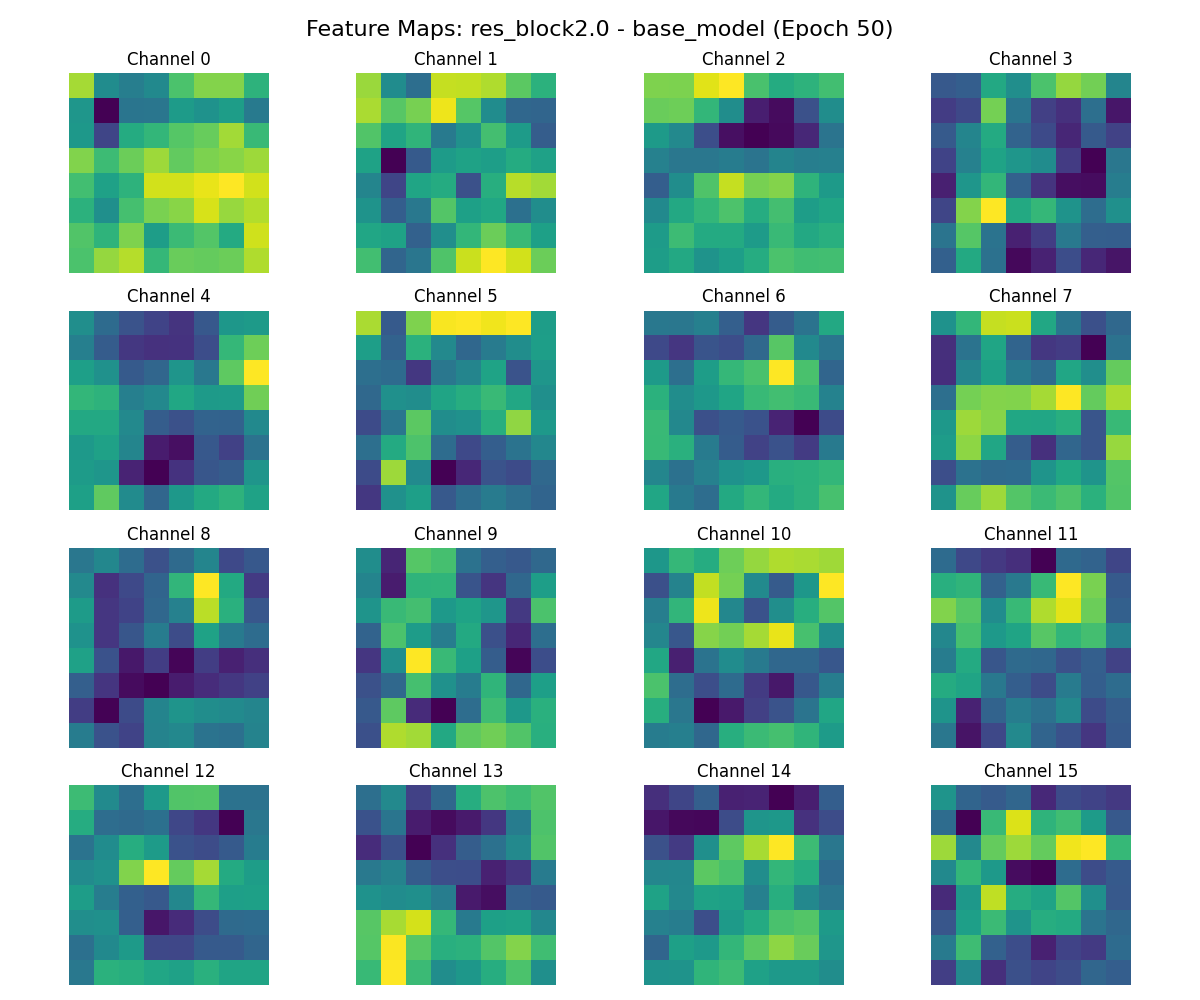 Feature Maps: res_block2.0 - base_model (Epoch 50)
Channel 0
Channel 1
Channel 2
Channel 3
Channel 4
Channel 5
Channel 6
Channel 7
Channel 8
Channel 9
Channel 10
Channel 11
Channel 12
Channel 13
Channel 14
Channel 15